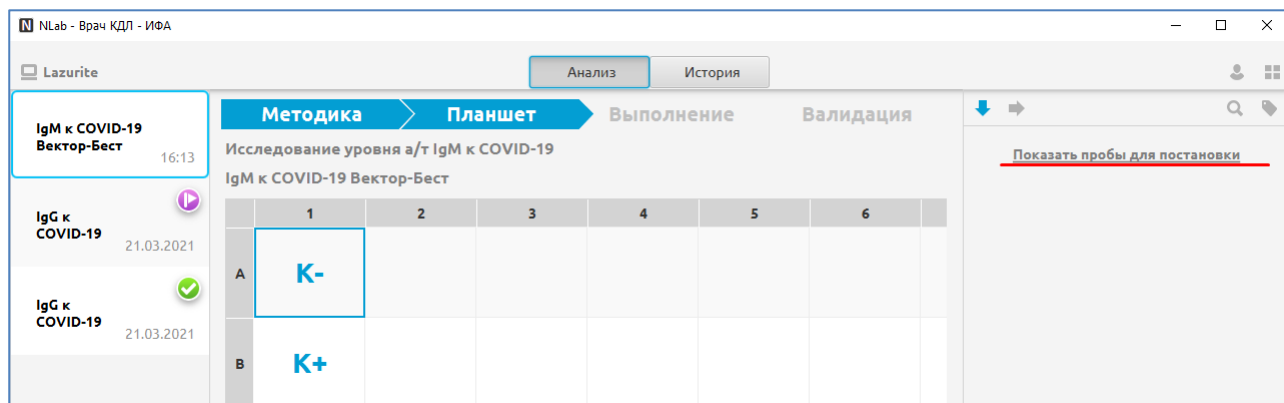 NLab - Врач КДЛ - ИФА
Lazurite
Анализ
История
IgM к COVID-19
Вектор-Бест
16:13
IgG к
COVID-19
21.03.2021
IgG к
COVID-19
21.03.2021
Методика
Планшет
Выполнение
Валидация
Исследование уровня а/т IgM к COVID-19
IgM к COVID-19 Вектор-Бест
1 2 3 4 5 6
A K-
B K+
Показать пробы для постановки